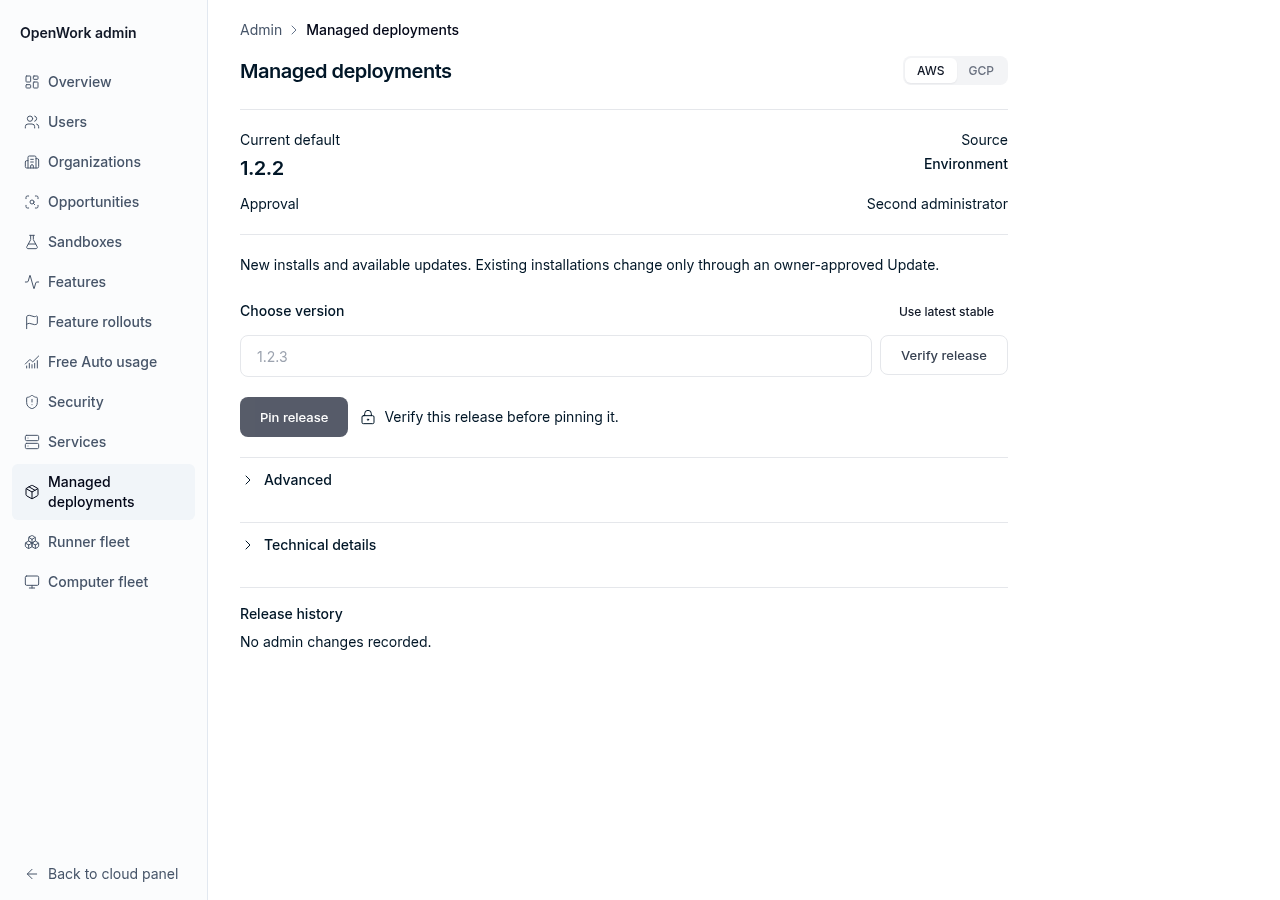 OpenWork admin
Overview
Users
Organizations
Opportunities
Sandboxes
Features
Feature rollouts
Free Auto usage
Security
Services
Managed
deployments
Runner fleet
Computer fleet
Back to cloud panel
Admin
Managed deployments
Managed deployments
AWS
GCP
Current default
Source
1.2.2
Environment
Approval
Second administrator
New installs and available updates. Existing installations change only through an owner-approved Update.
Choose version
Use latest stable
1.2.3
Verify release
Pin release
Verify this release before pinning it.
Advanced
Technical details
Release history
No admin changes recorded.